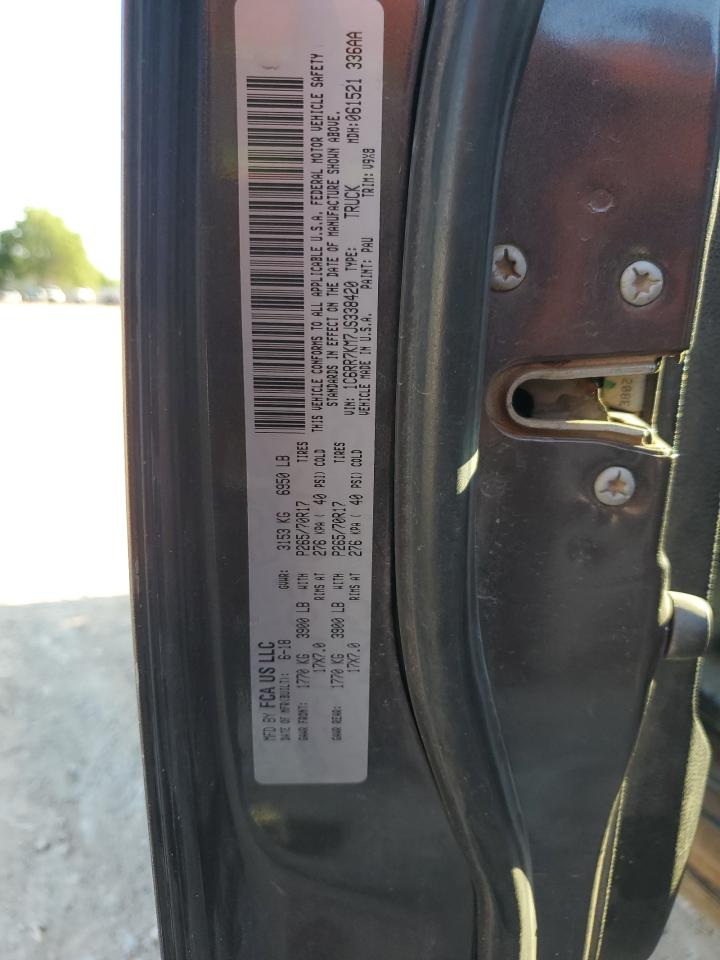 MFD BY FCA US LLC
DATE OF MFR(BUILT): 6-18 GVWR: 3153 KG 6950 LB
GAWR FRONT: 1770 KG 3900 LB WITH P265/70R17 TIRES
17X7.0 RIMS AT 276 KPA ( 40 PSI) COLD
GAWR REAR: 1770 KG 3900 LB WITH P265/70R17 TIRES
17X7.0 RIMS AT 276 KPA ( 40 PSI) COLD
THIS VEHICLE CONFORMS TO ALL APPLICABLE U.S.A. FEDERAL MOTOR VEHICLE SAFETY
STANDARDS IN EFFECT ON THE DATE OF MANUFACTURE SHOWN ABOVE.
VIN: 1C6RR7KM7JS338420 TYPE: TRUCK MDH:061521 336AA
VEHICLE MADE IN U.S.A. PAINT: PAU TRIM: V9X8